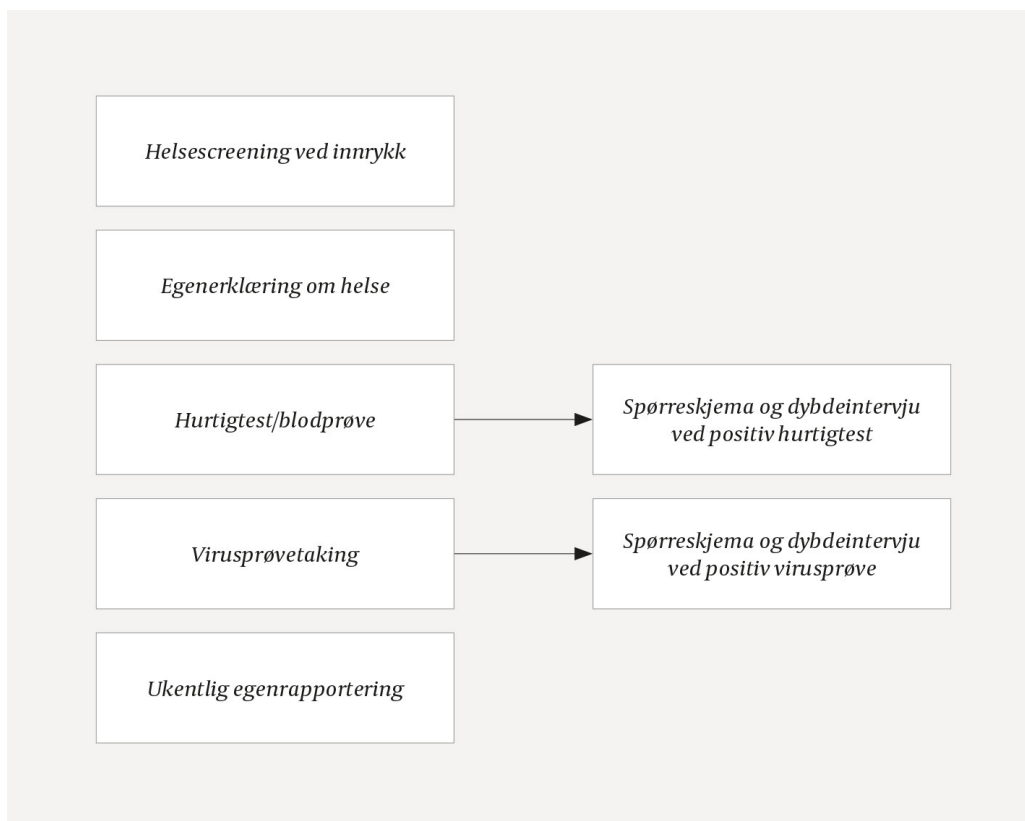 Helsescreening ved innrykk
Egenerklæring om helse
Hurtigtest/blodprøve
Spørreskjema og dybdeintervju
ved positiv hurtigtest
Virusprøvetaking
Spørreskjema og dybdeintervju
ved positiv virusprøve
Ukentlig egenrapportering